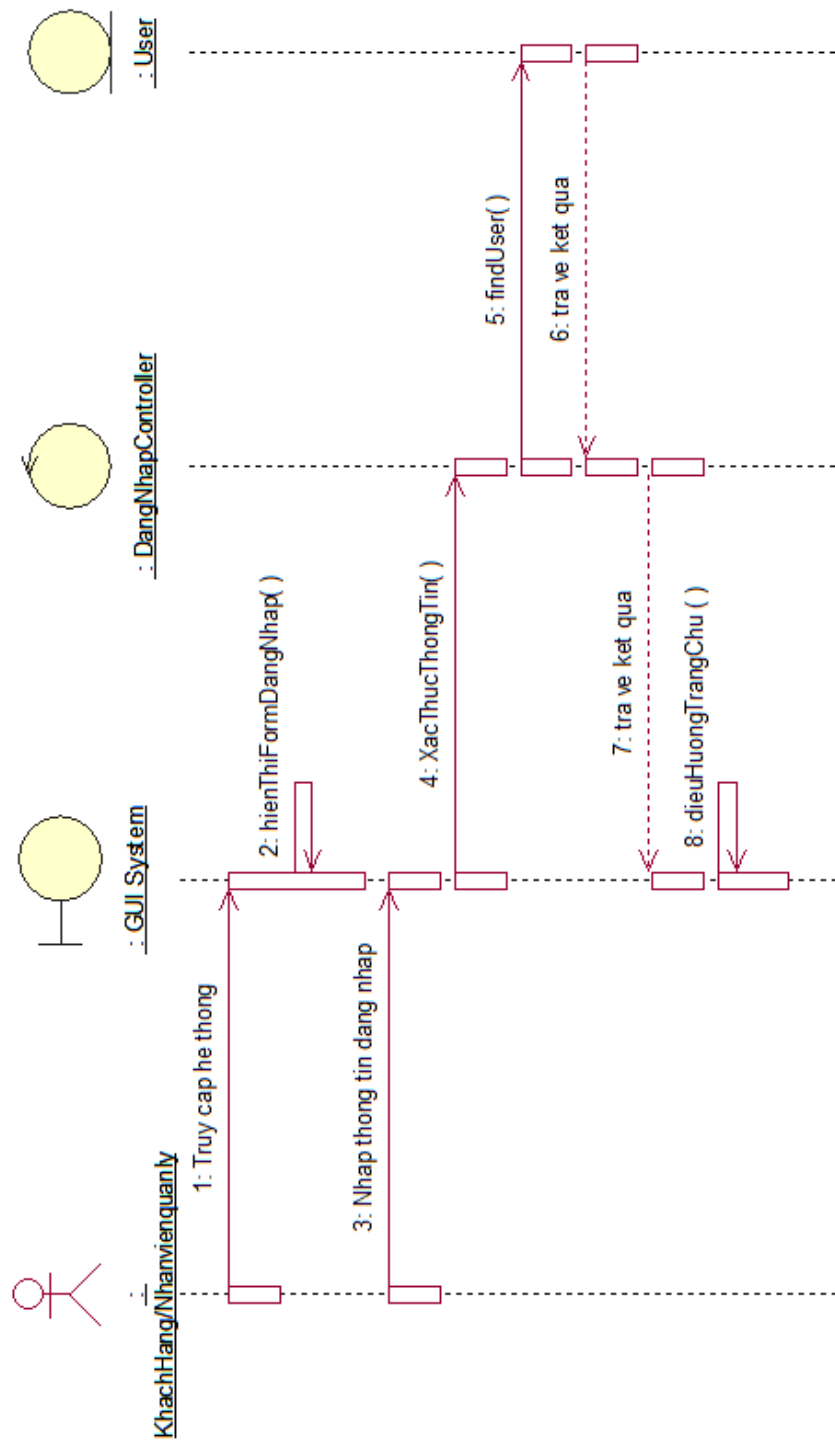 :
KhachHang/Nhanvienquanly
: GUI System
: DangNhapController
: User
1: Truy cap he thong
2: hienThiFormDangNhap( )
3: Nhap thong tin dang nhap
4: XacThucThongTin( )
5: findUser( )
6: tra ve ket qua
7: tra ve ket qua
8: dieuHuongTrangChu ( )